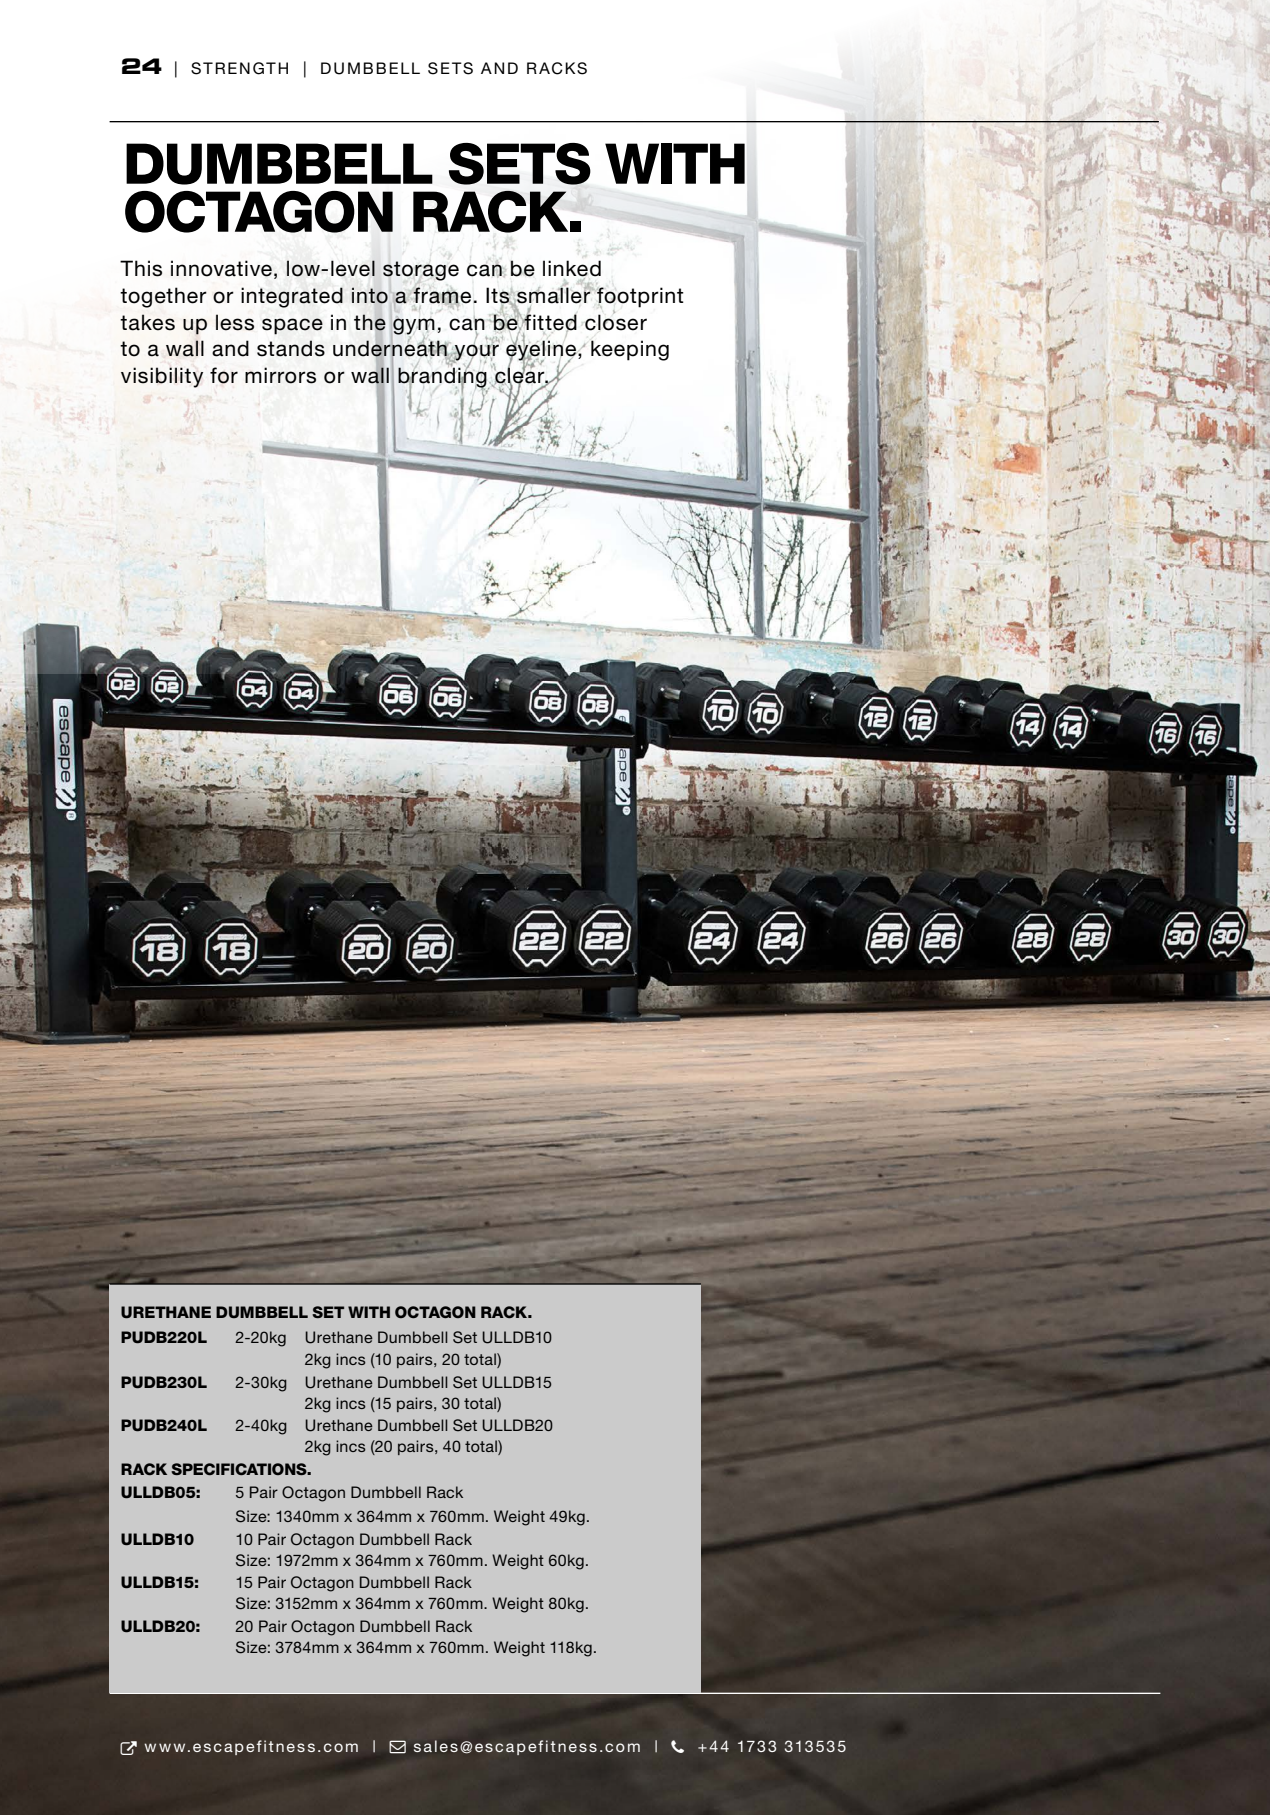 24 | STRENGTH | DUMBBELL SETS AND RACKS
DUMBBELL SETS WITH
OCTAGON RACK.
This innovative, low-level storage can be linked
together or integrated into a frame. Its smaller footprint
takes up less space in the gym, can be fitted closer
to a wall and stands underneath your eyeline, keeping
visibility for mirrors or wall branding clear.
02 02 04 04 06 06 08 08 10 10 12 12 14 14 16 16
escape
18 18 20 20 22 22 24 24 26 26 28 28 30 30
URETHANE DUMBBELL SET WITH OCTAGON RACK.
PUDB220L 2-20kg Urethane Dumbbell Set ULLDB10
2kg incs (10 pairs, 20 total)
PUDB230L 2-30kg Urethane Dumbbell Set ULLDB15
2kg incs (15 pairs, 30 total)
PUDB240L 2-40kg Urethane Dumbbell Set ULLDB20
2kg incs (20 pairs, 40 total)
RACK SPECIFICATIONS.
ULLDB05: 5 Pair Octagon Dumbbell Rack
Size: 1340mm x 364mm x 760mm. Weight 49kg.
ULLDB10 10 Pair Octagon Dumbbell Rack
Size: 1972mm x 364mm x 760mm. Weight 60kg.
ULLDB15: 15 Pair Octagon Dumbbell Rack
Size: 3152mm x 364mm x 760mm. Weight 80kg.
ULLDB20: 20 Pair Octagon Dumbbell Rack
Size: 3784mm x 364mm x 760mm. Weight 118kg.
www.escapefitness.com | sales@escapefitness.com | +44 1733 313535